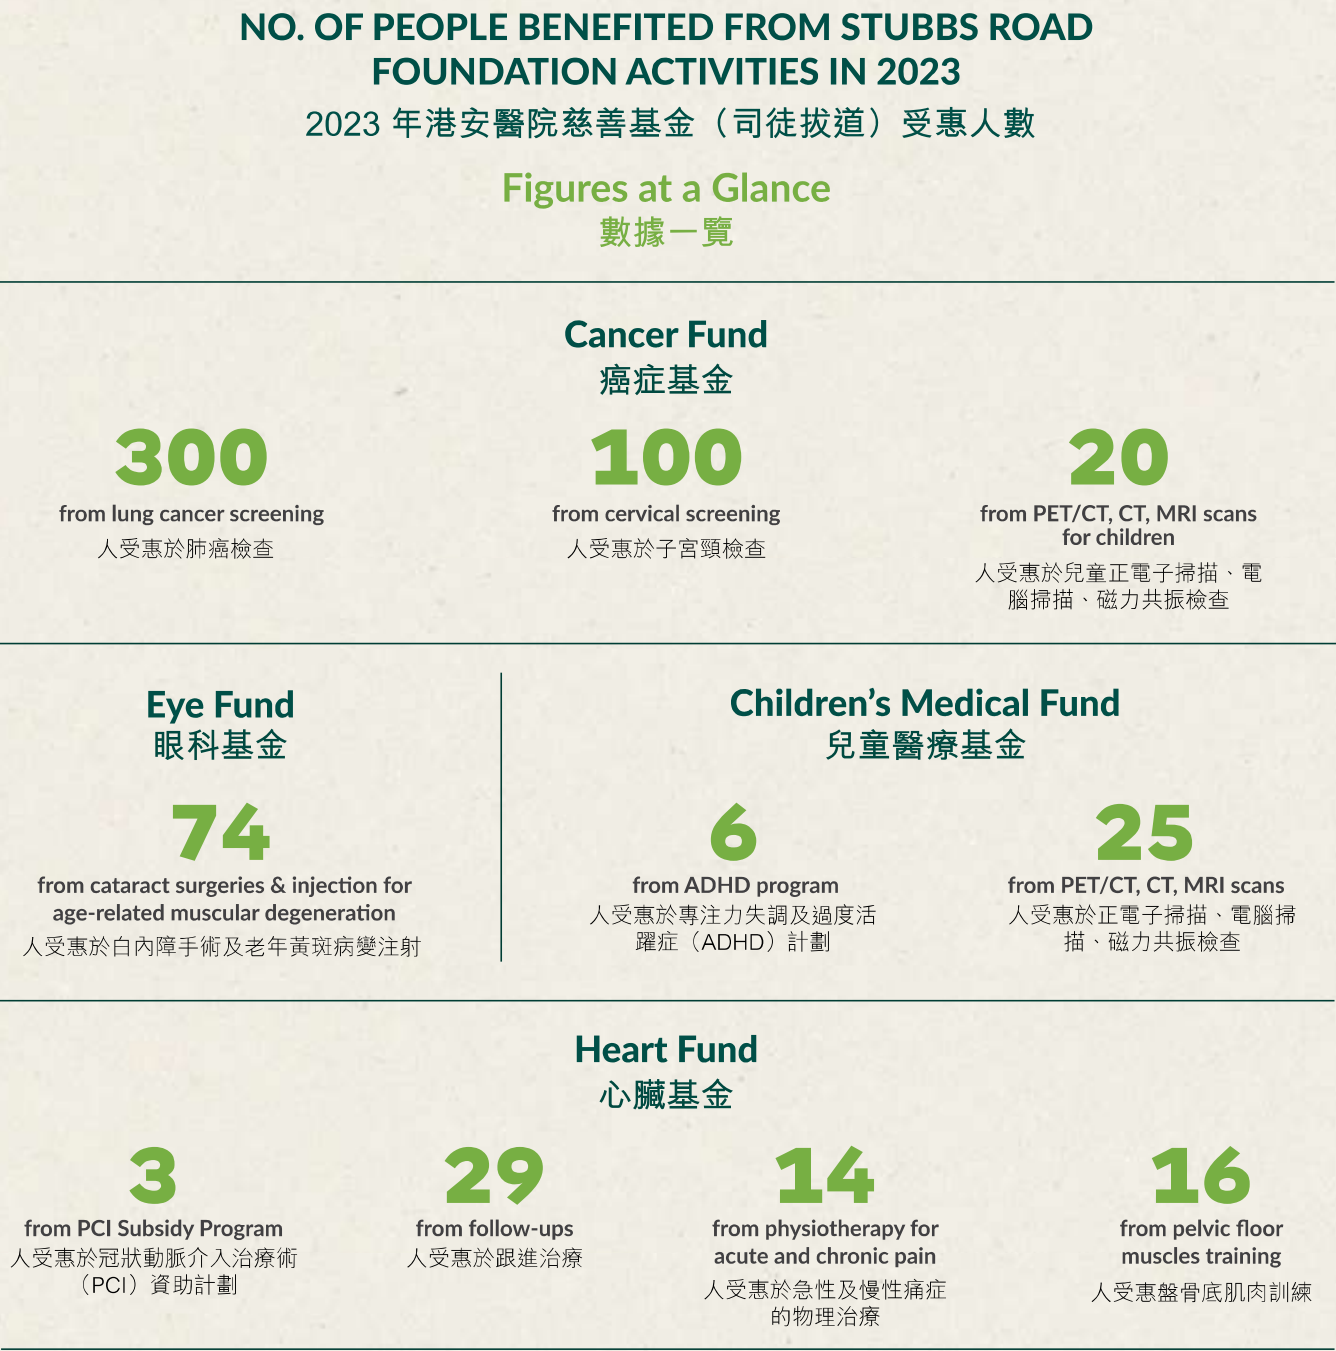 NO. OF PEOPLE BENEFITED FROM STUBBS ROAD
FOUNDATION ACTIVITIES IN 2023
2023 年港安醫院慈善基金（司徒拔道）受惠人數
Figures at a Glance
數據一覽
Cancer Fund
癌症基金
300
from lung cancer screening
人受惠於肺癌檢查
100
from cervical screening
人受惠於子宮頸檢查
20
from PET/CT, CT, MRI scans
for children
人受惠於兒童正電子掃描、電
腦掃描、磁力共振檢查
Eye Fund
眼科基金
74
from cataract surgeries & injection for
age-related muscular degeneration
人受惠於白內障手術及老年黃斑病變注射
Children’s Medical Fund
兒童醫療基金
6
from ADHD program
人受惠於專注力失調及過度活
躍症（ADHD）計劃
25
from PET/CT, CT, MRI scans
人受惠於正電子掃描、電腦掃
描、磁力共振檢查
Heart Fund
心臟基金
3
from PCI Subsidy Program
人受惠於冠狀動脈介入治療術
（PCI）資助計劃
29
from follow-ups
人受惠於跟進治療
14
from physiotherapy for
acute and chronic pain
人受惠於急性及慢性痛症
的物理治療
16
from pelvic floor
muscles training
人受惠盤骨底肌肉訓練